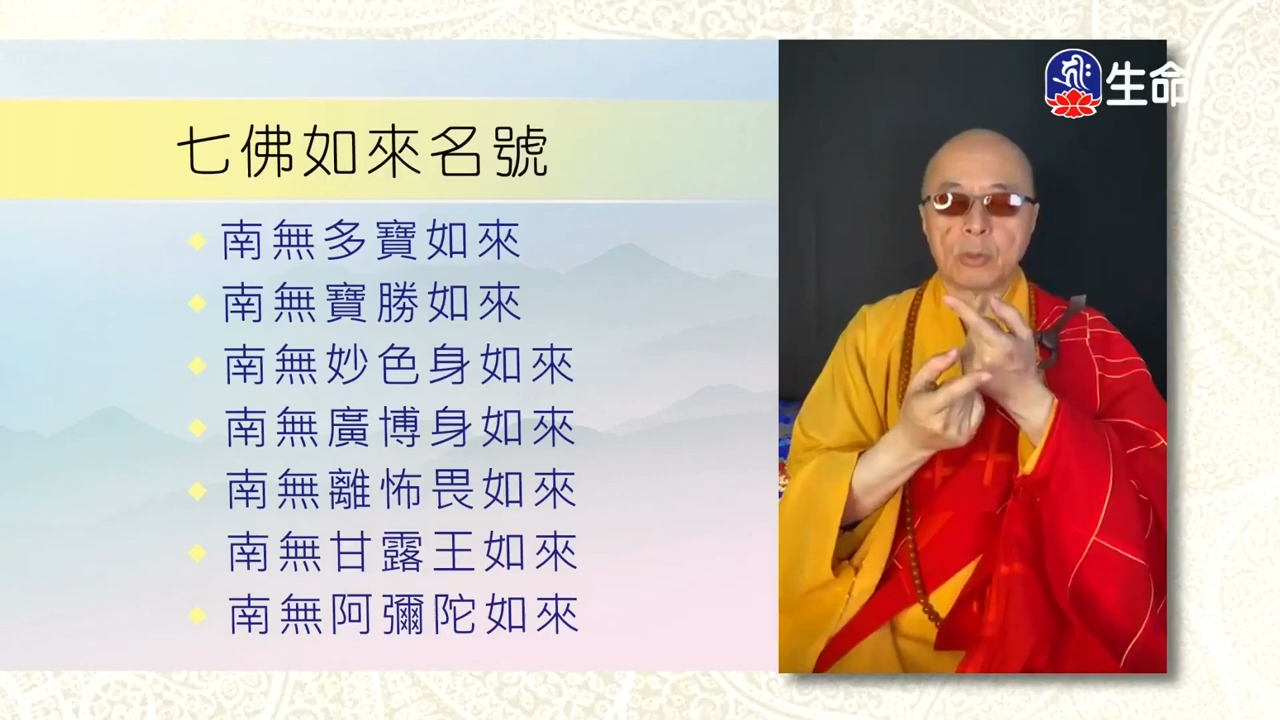 七佛如來名號
南無多寶如來
南無寶勝如來
南無妙色身如來
南無廣博身如來
南無離怖畏如來
南無甘露王如來
南無阿彌陀如來
生命